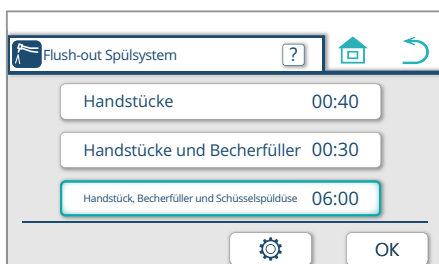 Flush-out Spülsystem ?
Handstücke 00:40
Handstücke und Becherfüller 00:30
Handstück, Becherfüller und Schüsselspüldüse 06:00
OK